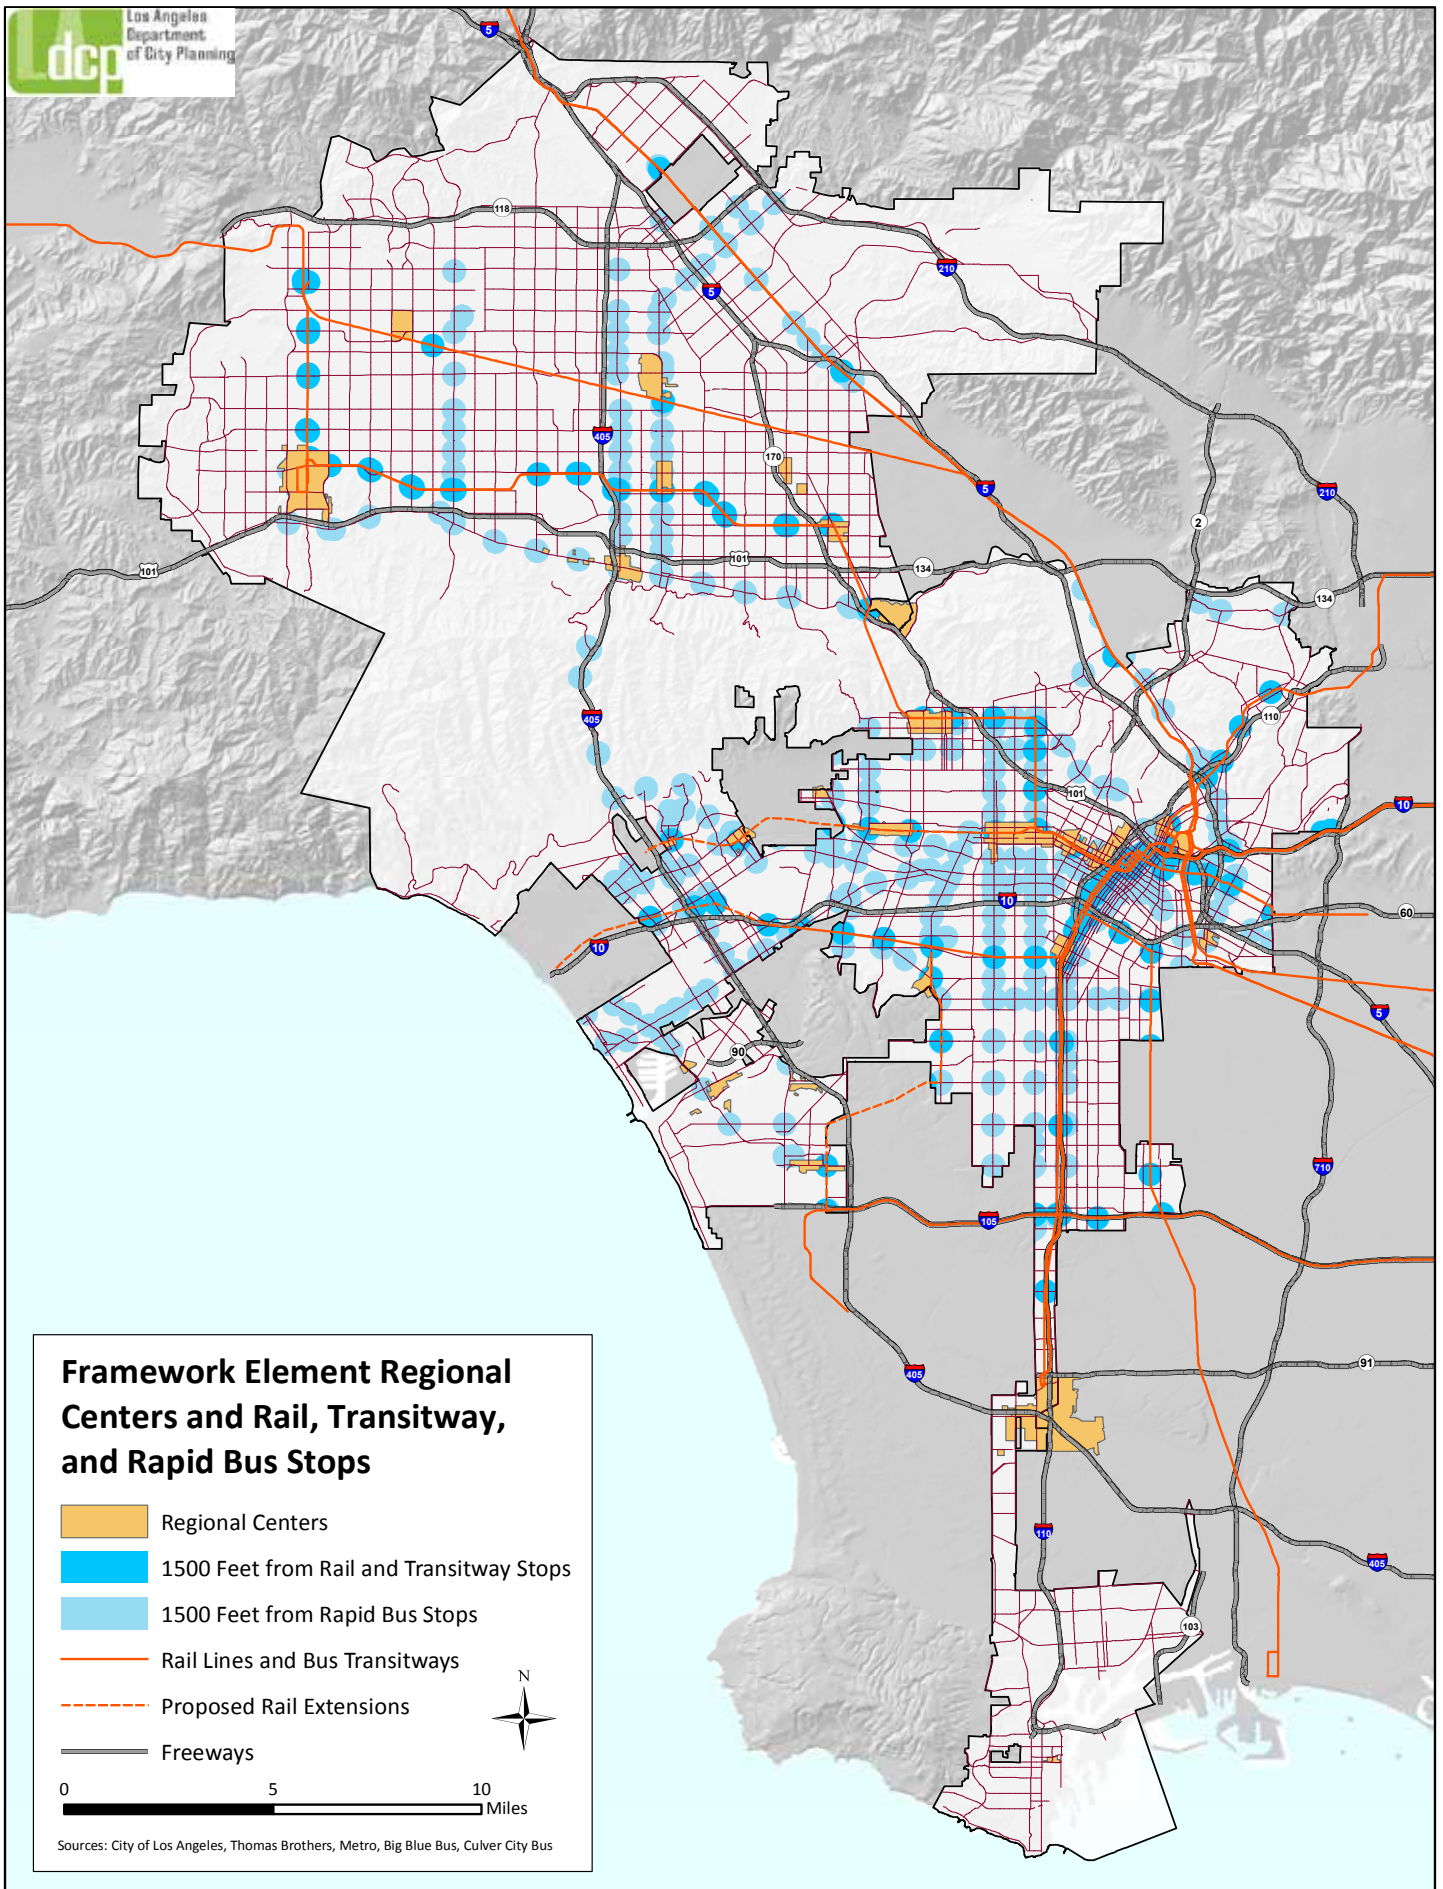 Los Angeles
Department
of City Planning
Ldcp
5
118
210
5
405
170
5
210
2
101
101
134
134
405
110
101
10
10
60
10
5
90
710
105
405
91
110
405
103
Framework Element Regional
Centers and Rail, Transitway,
and Rapid Bus Stops
Regional Centers
1500 Feet from Rail and Transitway Stops
1500 Feet from Rapid Bus Stops
Rail Lines and Bus Transitways
Proposed Rail Extensions
Freeways
N
0 5 10
Miles
Sources: City of Los Angeles, Thomas Brothers, Metro, Big Blue Bus, Culver City Bus